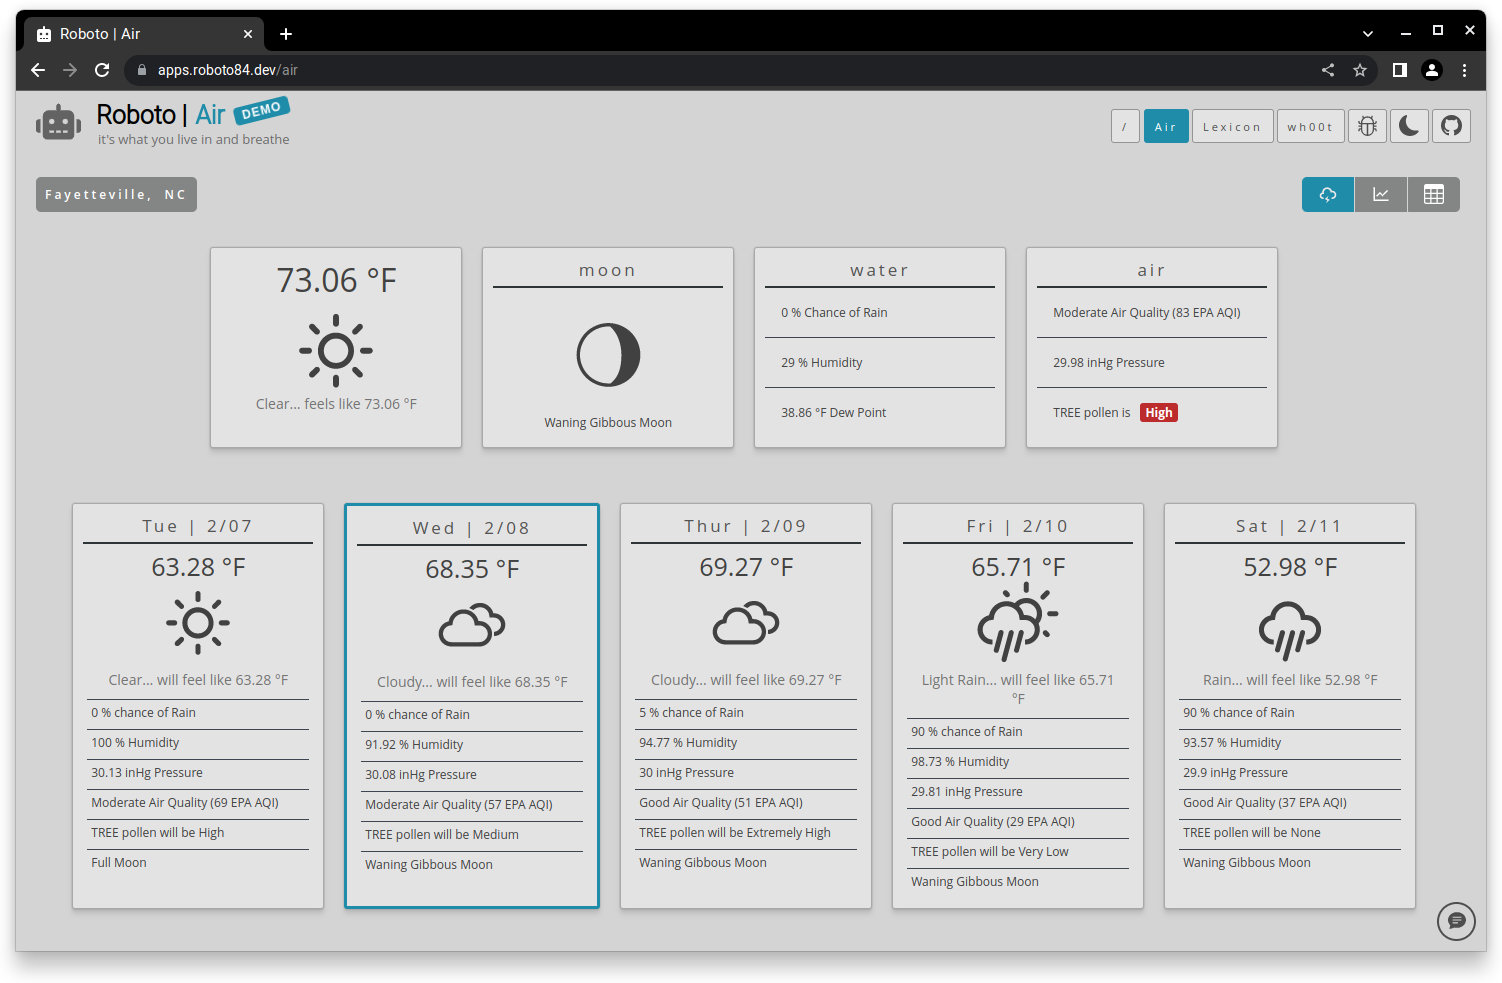 Roboto | Air
apps.roboto84.dev/air
Roboto | Air DEMO
it's what you live in and breathe
/ Air Lexicon wh00t
Fayetteville, NC
73.06 °F
Clear... feels like 73.06 °F
moon
Waning Gibbous Moon
water
0 % Chance of Rain
29 % Humidity
38.86 °F Dew Point
air
Moderate Air Quality (83 EPA AQI)
29.98 inHg Pressure
TREE pollen is High
Tue | 2/07
63.28 °F
Clear... will feel like 63.28 °F
0 % chance of Rain
100 % Humidity
30.13 inHg Pressure
Moderate Air Quality (69 EPA AQI)
TREE pollen will be High
Full Moon
Wed | 2/08
68.35 °F
Cloudy... will feel like 68.35 °F
0 % chance of Rain
91.92 % Humidity
30.08 inHg Pressure
Moderate Air Quality (57 EPA AQI)
TREE pollen will be Medium
Waning Gibbous Moon
Thur | 2/09
69.27 °F
Cloudy... will feel like 69.27 °F
5 % chance of Rain
94.77 % Humidity
30 inHg Pressure
Good Air Quality (51 EPA AQI)
TREE pollen will be Extremely High
Waning Gibbous Moon
Fri | 2/10
65.71 °F
Light Rain... will feel like 65.71
°F
90 % chance of Rain
98.73 % Humidity
29.81 inHg Pressure
Good Air Quality (29 EPA AQI)
TREE pollen will be Very Low
Waning Gibbous Moon
Sat | 2/11
52.98 °F
Rain... will feel like 52.98 °F
90 % chance of Rain
93.57 % Humidity
29.9 inHg Pressure
Good Air Quality (37 EPA AQI)
TREE pollen will be None
Waning Gibbous Moon